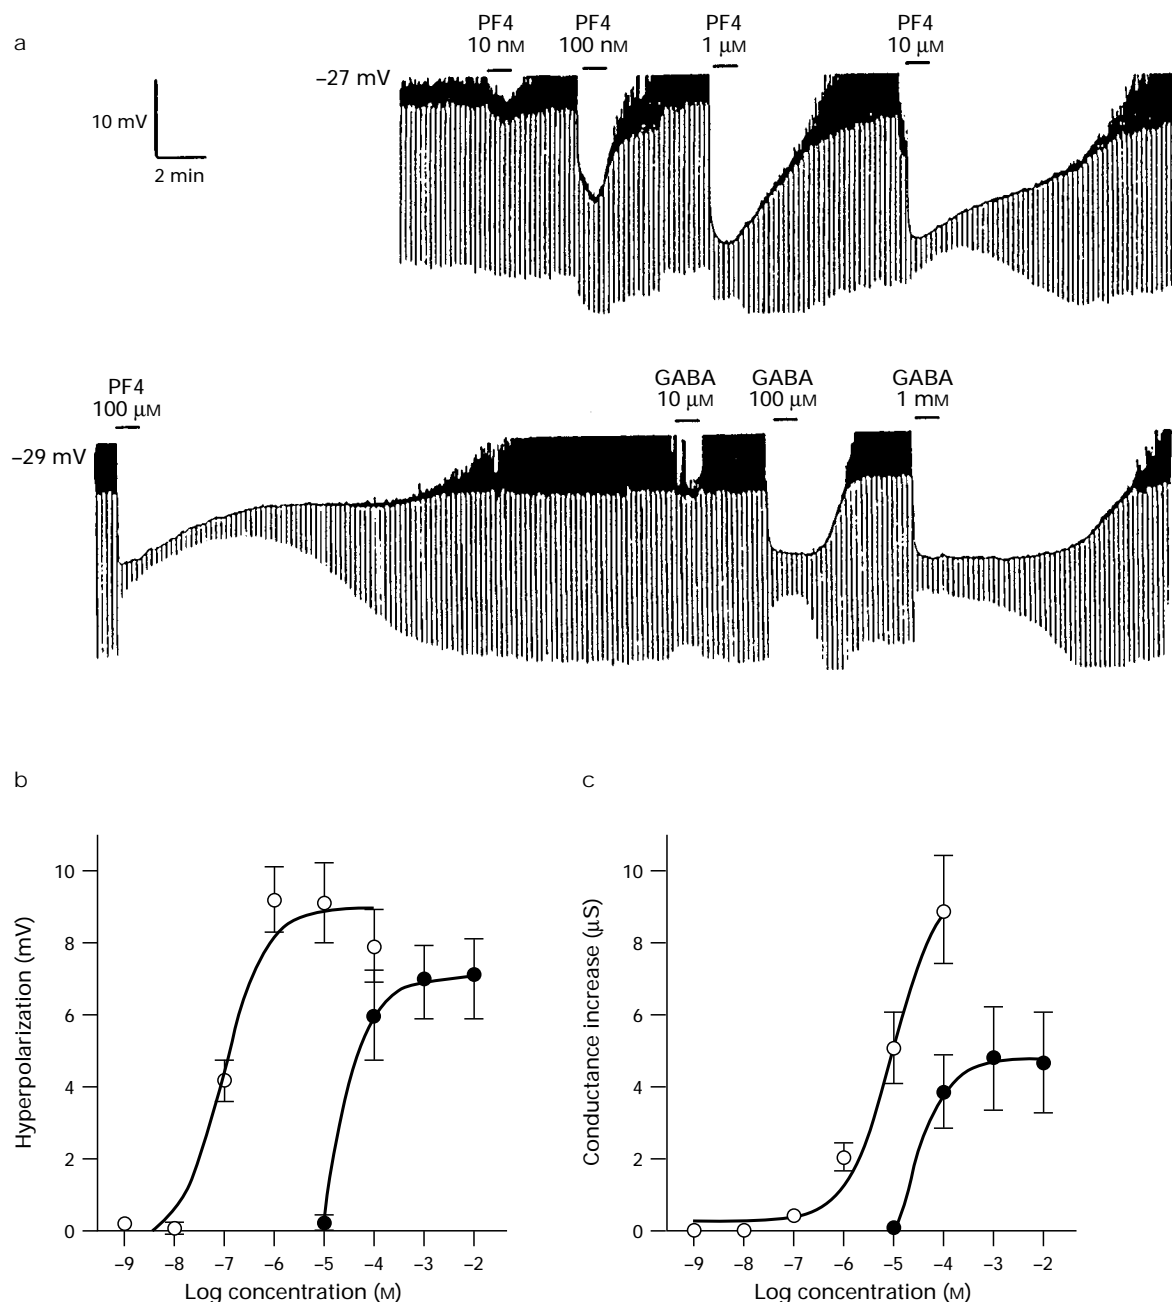 a
PF4
10 nM
PF4
100 nM
PF4
1 µM
PF4
10 µM
–27 mV
10 mV
2 min
PF4
100 µM
GABA
10 µM
GABA
100 µM
GABA
1 mM
–29 mV
b
Hyperpolarization (mV)
10
8
6
4
2
0
–9 –8 –7 –6 –5 –4 –3 –2
Log concentration (M)
c
Conductance increase (µS)
10
8
6
4
2
0
–9 –8 –7 –6 –5 –4 –3 –2
Log concentration (M)